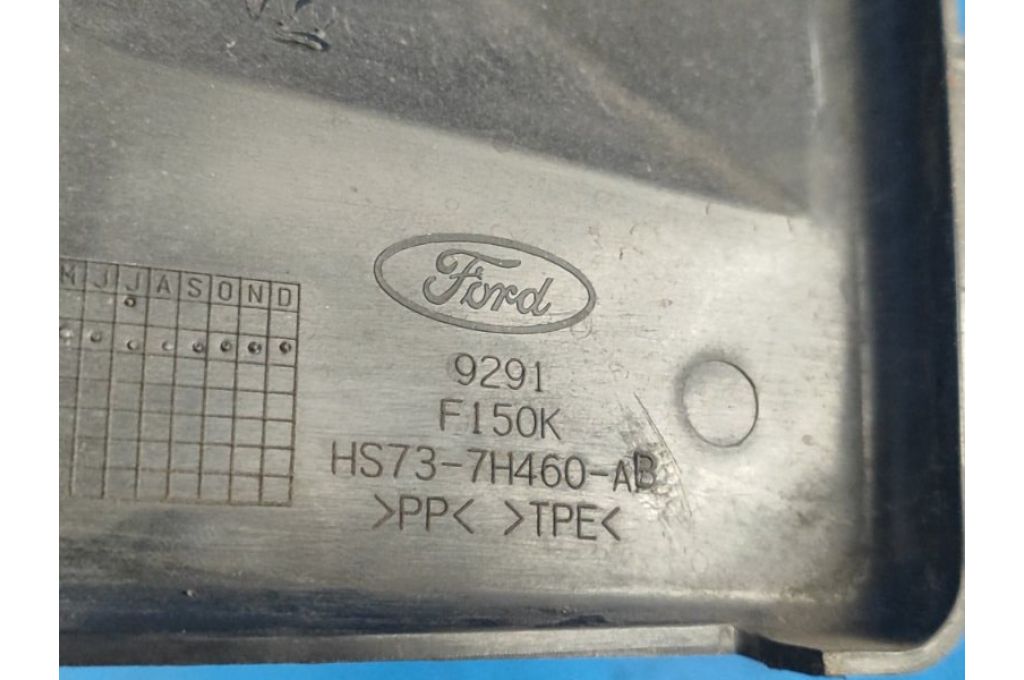 M J J A S O N D
Ford
9291
F150K
HS73-7H460-AB
>PP< >TPE<